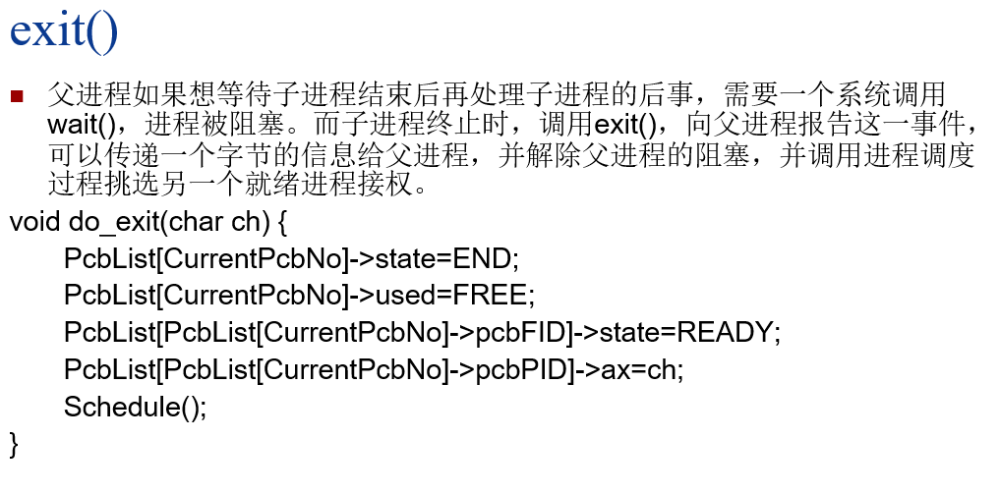 exit()
父进程如果想等待子进程结束后再处理子进程的后事，需要一个系统调用
wait()，进程被阻塞。而子进程终止时，调用exit()，向父进程报告这一事件，
可以传递一个字节的信息给父进程，并解除父进程的阻塞，并调用进程调度
过程挑选另一个就绪进程接权。
void do_exit(char ch) {
PcbList[CurrentPcbNo]->state=END;
PcbList[CurrentPcbNo]->used=FREE;
PcbList[PcbList[CurrentPcbNo]->pcbFID]->state=READY;
PcbList[PcbList[CurrentPcbNo]->pcbPID]->ax=ch;
Schedule();
}